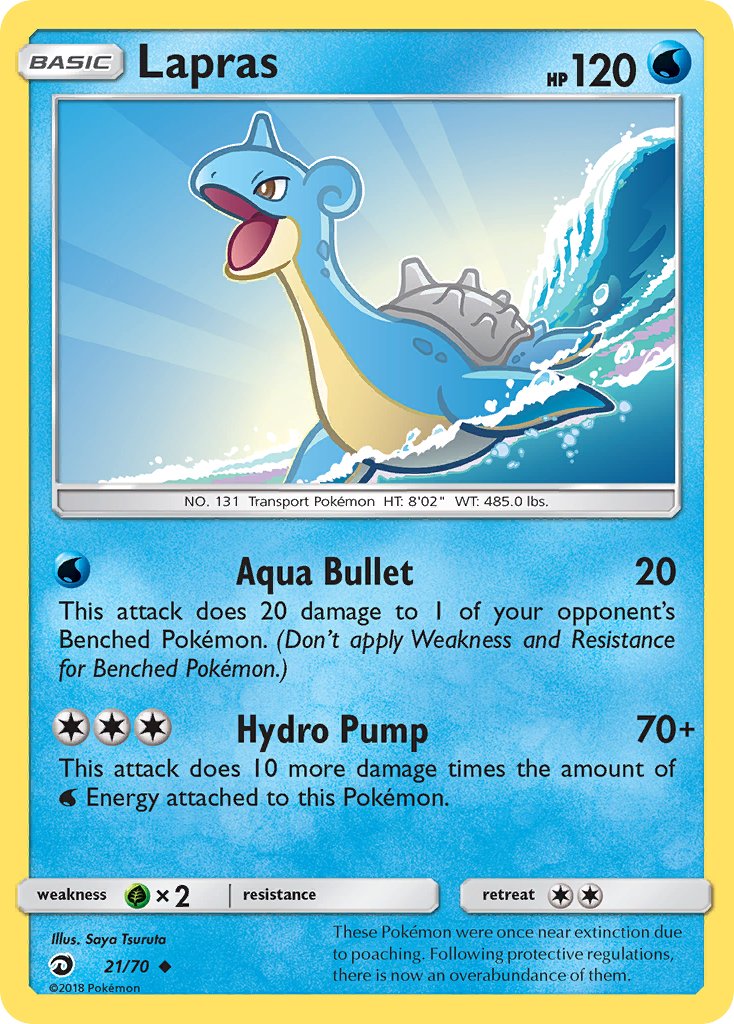 BASIC Lapras HP 120
NO. 131 Transport Pokémon HT: 8'02" WT: 485.0 lbs.
Aqua Bullet 20
This attack does 20 damage to 1 of your opponent's
Benched Pokémon. (Don't apply Weakness and Resistance
for Benched Pokémon.)
Hydro Pump 70+
This attack does 10 more damage times the amount of
Energy attached to this Pokémon.
weakness ×2 resistance retreat
Illus. Saya Tsuruta
21/70
©2018 Pokémon
These Pokémon were once near extinction due
to poaching. Following protective regulations,
there is now an overabundance of them.